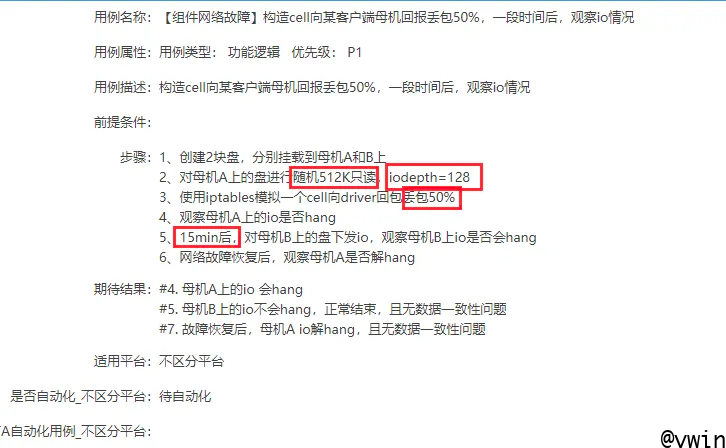 用例名称：【组件网络故障】构造cell向某客户端母机回报丢包50%，一段时间后，观察io情况
用例属性：用例类型： 功能逻辑 优先级： P1
用例描述：构造cell向某客户端母机回报丢包50%，一段时间后，观察io情况
前提条件：
步骤：1、创建2块盘，分别挂载到母机A和B上
2、对母机A上的盘进行随机512K只读，iodepth=128
3、使用iptables模拟一个cell向driver回包丢包50%
4、观察母机A上的io是否hang
5、15min后，对母机B上的盘下发io，观察母机B上io是否会hang
6、网络故障恢复后，观察母机A是否解hang
期待结果：#4. 母机A上的io 会hang
#5. 母机B上的io不会hang，正常结束，且无数据一致性问题
#7. 故障恢复后，母机A io解hang，且无数据一致性问题
适用平台：不区分平台
是否自动化_不区分平台：待自动化
自动化用例_不区分平台：
@vwin